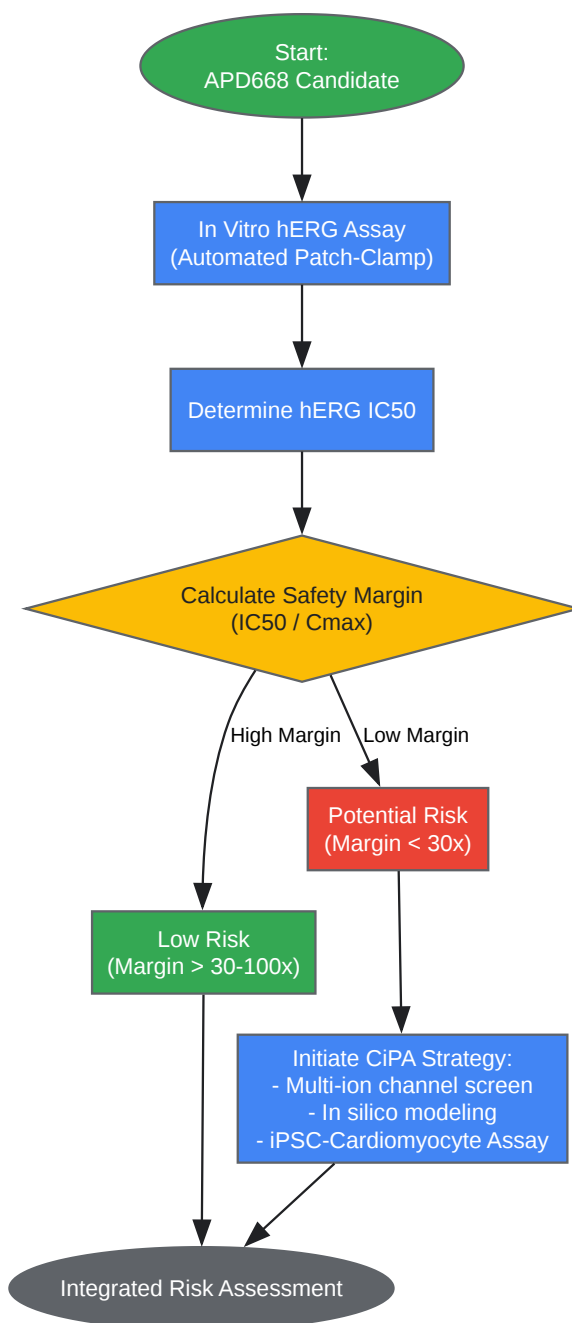 Start:
APD668 Candidate
In Vitro hERG Assay
(Automated Patch-Clamp)
Determine hERG IC50
Calculate Safety Margin
(IC50 / Cmax)
High Margin
Low Margin
Potential Risk
(Margin < 30x)
Low Risk
(Margin > 30-100x)
Initiate CiPA Strategy:
- Multi-ion channel screen
- In silico modeling
- iPSC-Cardiomyocyte Assay
Integrated Risk Assessment